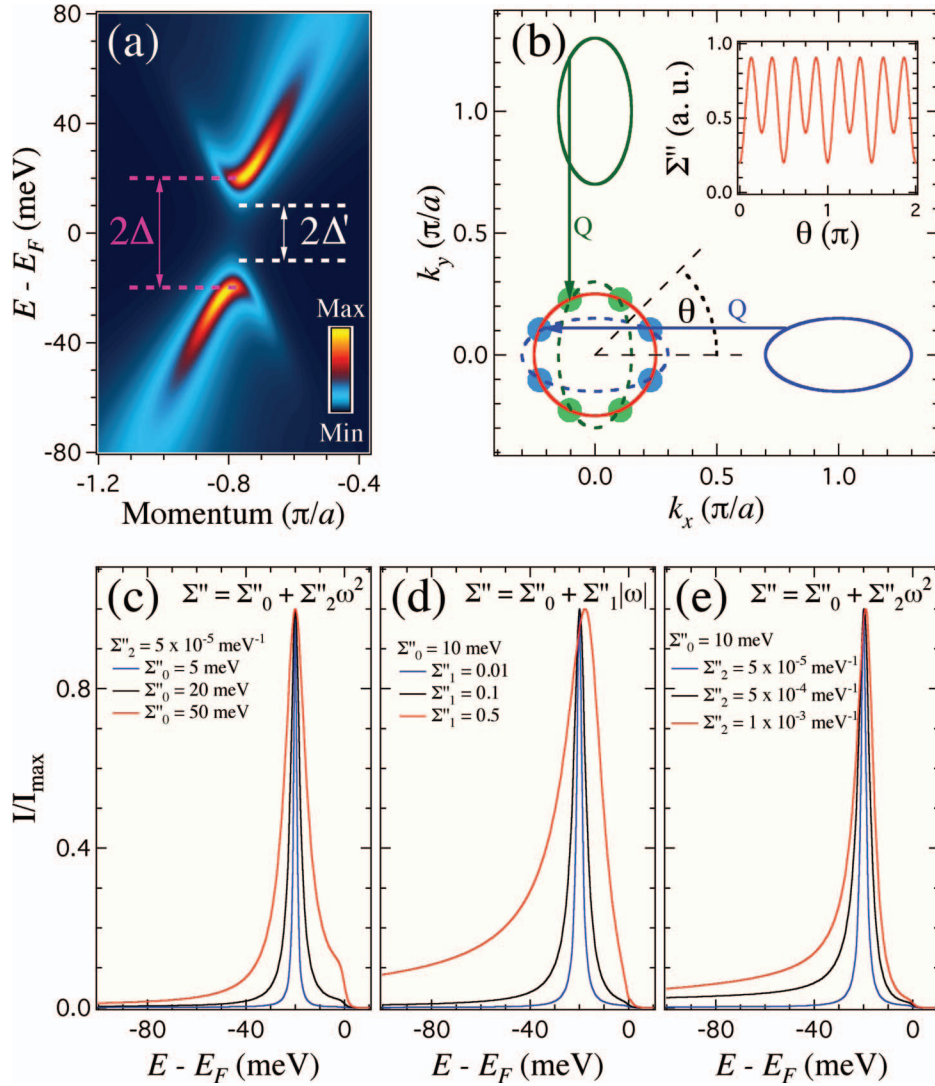 (a)
80
40
0
-40
-80
E - E_F (meV)
2Δ
2Δ'
Max
Min
-1.2
-0.8
-0.4
Momentum (π/a)
(b)
1.0
0.5
0.0
k_y (π/a)
Q
Q
θ
0.0
0.5
1.0
k_x (π/a)
Σ'' (a. u.)
1.0
0.5
0.0
0
1
2
θ (π)
(c)
Σ'' = Σ''_0 + Σ''_2ω^2
Σ''_2 = 5 x 10^-5 meV^-1
Σ''_0 = 5 meV
Σ''_0 = 20 meV
Σ''_0 = 50 meV
I/I_max
0.8
0.4
0.0
-80
-40
0
E - E_F (meV)
(d)
Σ'' = Σ''_0 + Σ''_1|ω|
Σ''_0 = 10 meV
Σ''_1 = 0.01
Σ''_1 = 0.1
Σ''_1 = 0.5
-80
-40
0
E - E_F (meV)
(e)
Σ'' = Σ''_0 + Σ''_2ω^2
Σ''_0 = 10 meV
Σ''_2 = 5 x 10^-5 meV^-1
Σ''_2 = 5 x 10^-4 meV^-1
Σ''_2 = 1 x 10^-3 meV^-1
-80
-40
0
E - E_F (meV)